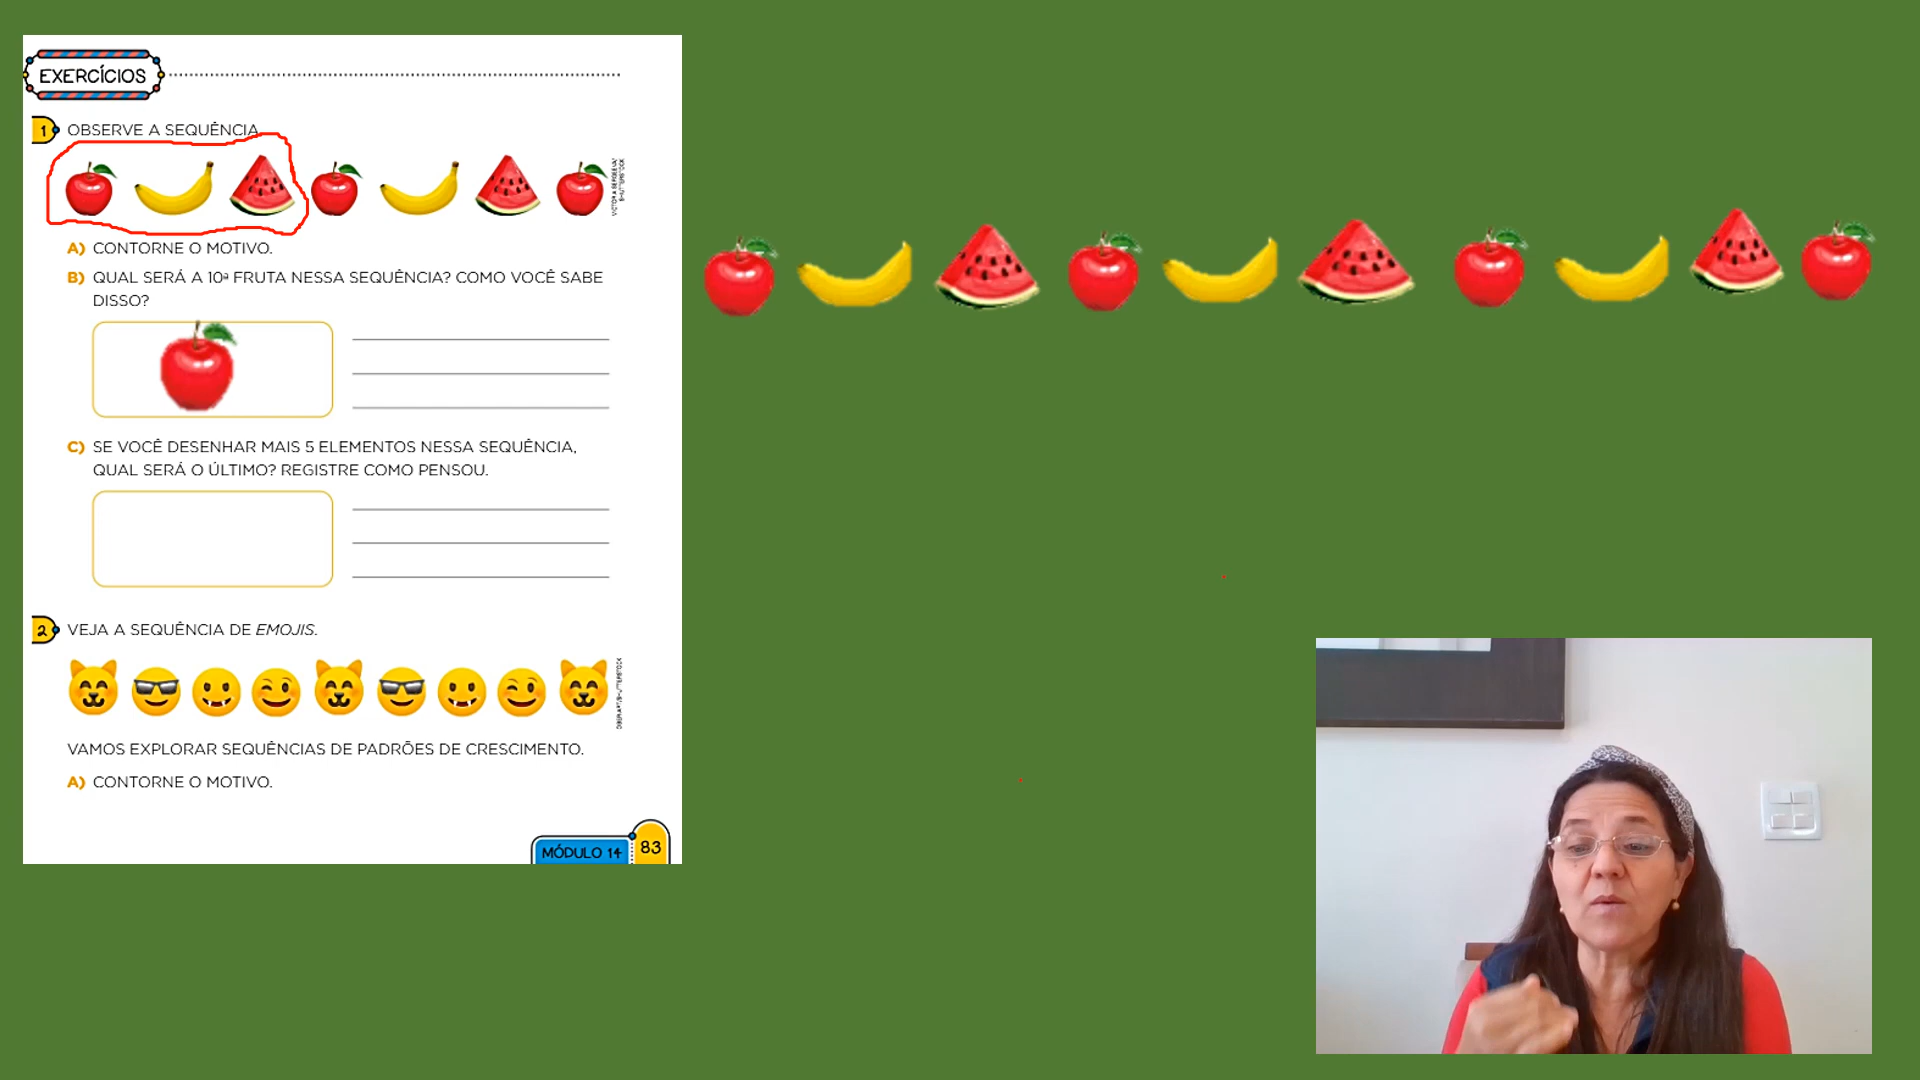 EXERCÍCIOS
1 OBSERVE A SEQUÊNCIA.
A) CONTORNE O MOTIVO.
B) QUAL SERÁ A 10ª FRUTA NESSA SEQUÊNCIA? COMO VOCÊ SABE
DISSO?
C) SE VOCÊ DESENHAR MAIS 5 ELEMENTOS NESSA SEQUÊNCIA,
QUAL SERÁ O ÚLTIMO? REGISTRE COMO PENSOU.
2 VEJA A SEQUÊNCIA DE EMOJIS.
VAMOS EXPLORAR SEQUÊNCIAS DE PADRÕES DE CRESCIMENTO.
A) CONTORNE O MOTIVO.
MÓDULO 14 83